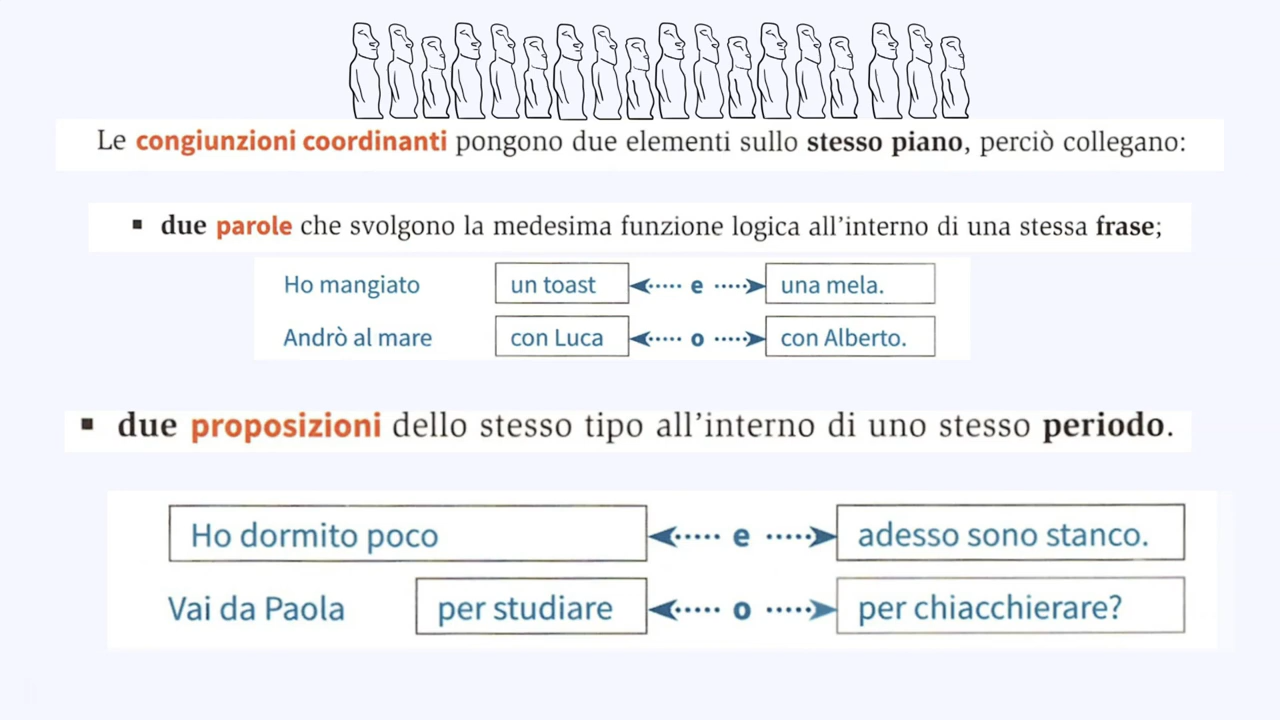 Le congiunzioni coordinanti pongono due elementi sullo stesso piano, perciò collegano:
▪ due parole che svolgono la medesima funzione logica all'interno di una stessa frase;
Ho mangiato un toast e una mela.
Andrò al mare con Luca o con Alberto.
▪ due proposizioni dello stesso tipo all'interno di uno stesso periodo.
Ho dormito poco e adesso sono stanco.
Vai da Paola per studiare o per chiacchierare?